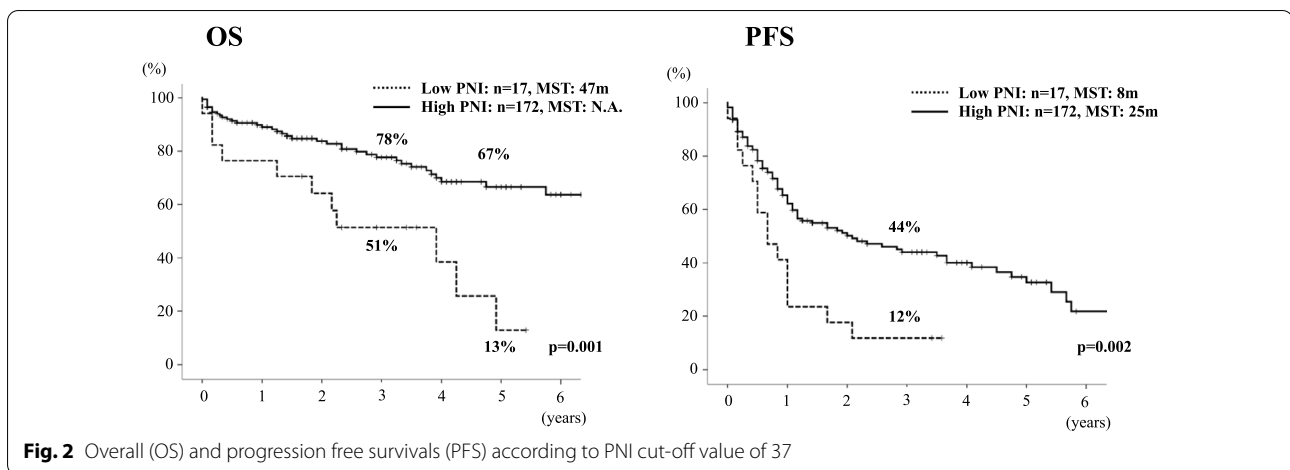 OS
(%)
Low PNI: n=17, MST: 47m
High PNI: n=172, MST: N.A.
100
80
60
40
20
0
78%
67%
51%
13%
p=0.001
0 1 2 3 4 5 6
(years)
PFS
(%)
Low PNI: n=17, MST: 8m
High PNI: n=172, MST: 25m
100
80
60
40
20
0
44%
12%
p=0.002
0 1 2 3 4 5 6
(years)
Fig. 2 Overall (OS) and progression free survivals (PFS) according to PNI cut-off value of 37